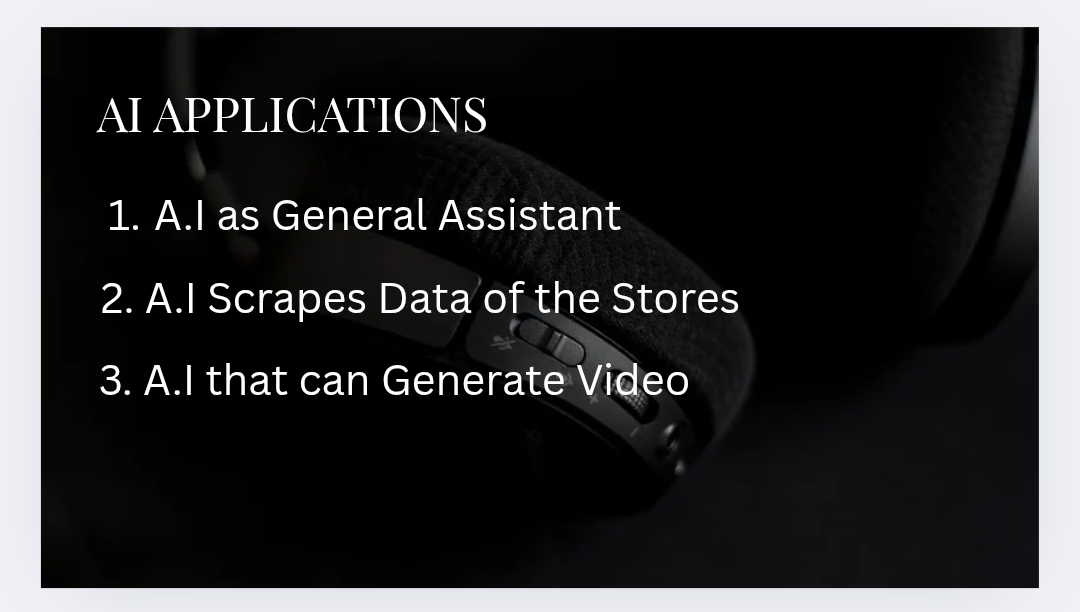 AI APPLICATIONS
1. A.I as General Assistant
2. A.I Scrapes Data of the Stores
3. A.I that can Generate Video